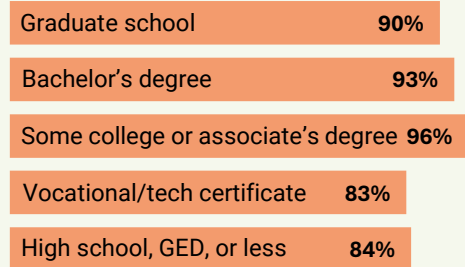 Graduate school 90%
Bachelor’s degree 93%
Some college or associate’s degree 96%
Vocational/tech certificate 83%
High school, GED, or less 84%